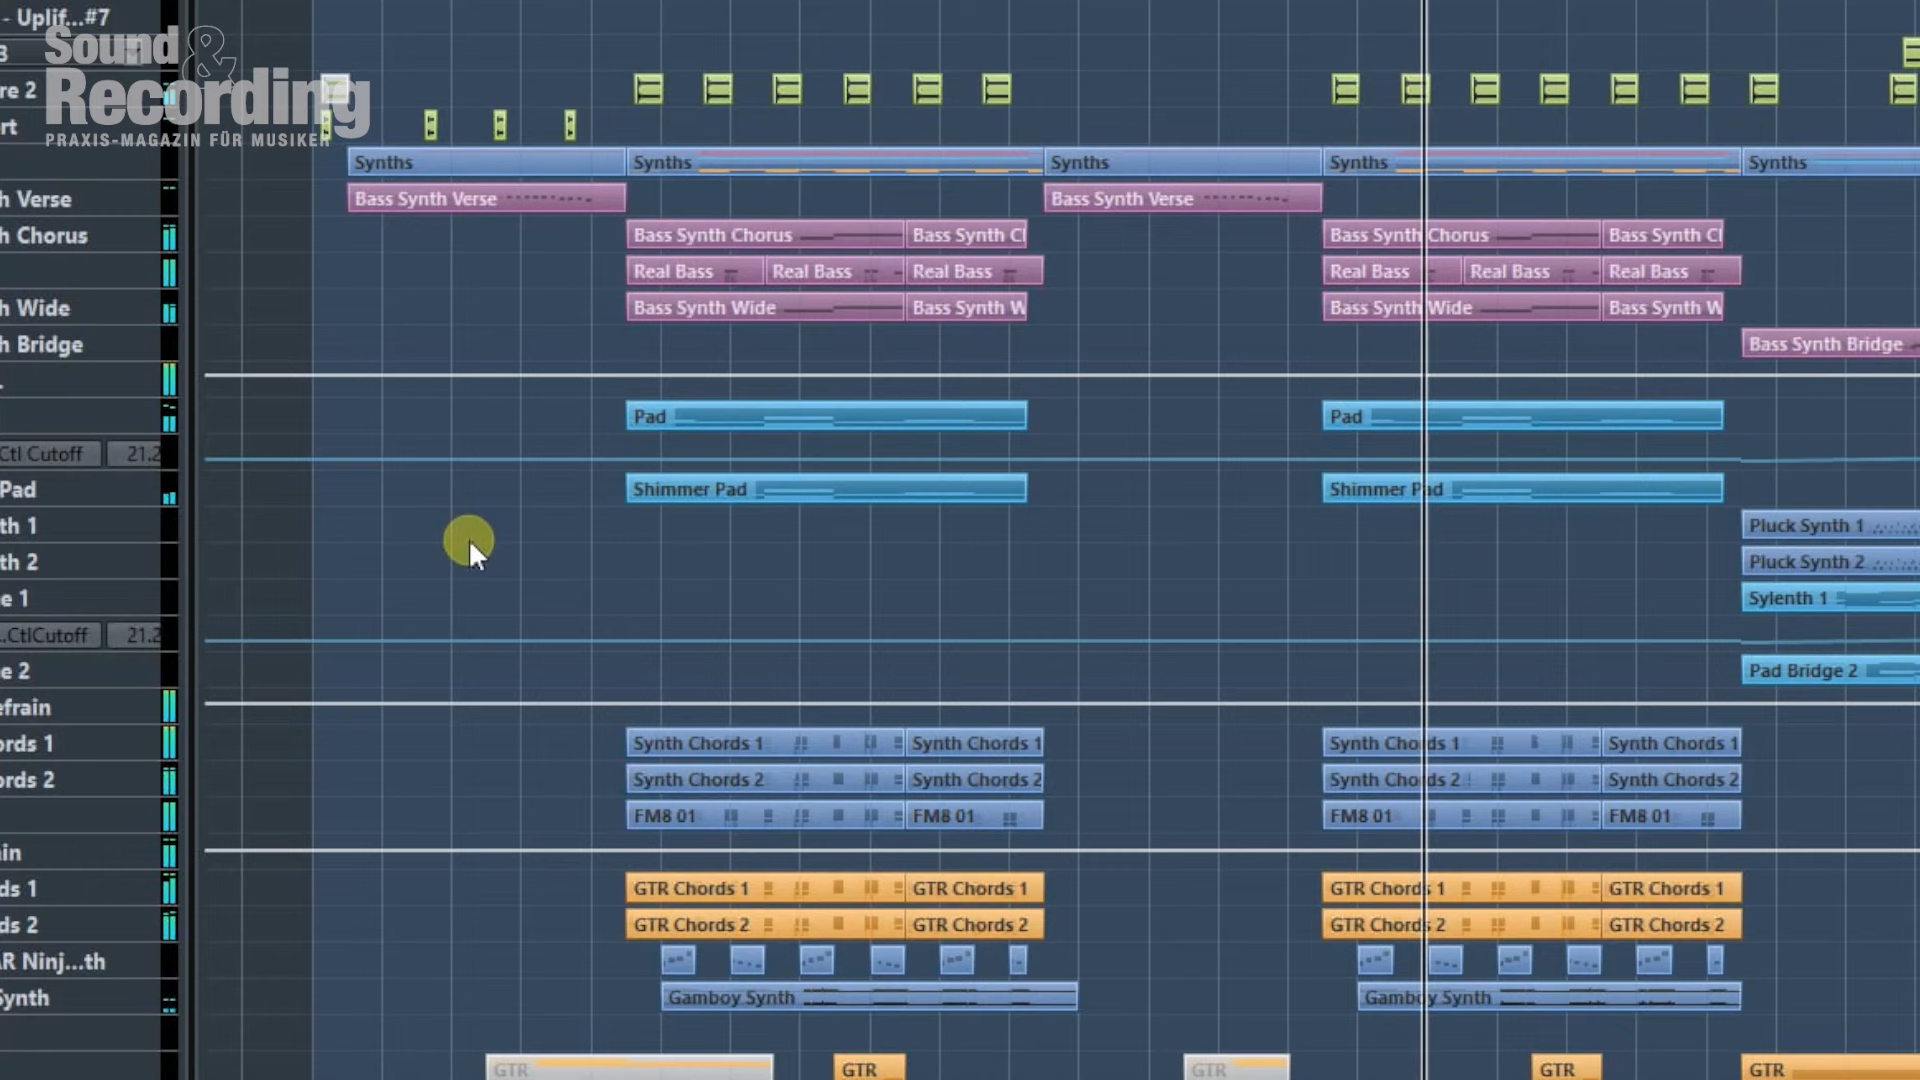 - Uplif...#7
Sound&
Recording
PRAXIS-MAGAZIN FÜR MUSIKER
3
re 2
rt
Synths Synths Synths Synths Synths
h Verse Bass Synth Verse Bass Synth Verse
h Chorus Bass Synth Chorus Bass Synth Cl Bass Synth Chorus Bass Synth Cl
Real Bass Real Bass Real Bass Real Bass Real Bass Real Bass
h Wide Bass Synth Wide Bass Synth W Bass Synth Wide Bass Synth W
h Bridge Bass Synth Bridge
Pad Pad
Ctl Cutoff 21.2
Pad Shimmer Pad Shimmer Pad
th 1 Pluck Synth 1
th 2 Pluck Synth 2
e 1 Sylenth 1
..CtlCutoff 21.2
e 2 Pad Bridge 2
efrain
ords 1 Synth Chords 1 Synth Chords 1 Synth Chords 1 Synth Chords 1
ords 2 Synth Chords 2 Synth Chords 2 Synth Chords 2 Synth Chords 2
FM8 01 FM8 01 FM8 01 FM8 01
in
ds 1 GTR Chords 1 GTR Chords 1 GTR Chords 1 GTR Chords 1
ds 2 GTR Chords 2 GTR Chords 2 GTR Chords 2 GTR Chords 2
R Ninj...th
Synth Gamboy Synth Gamboy Synth
GTR GTR GTR GTR GTR